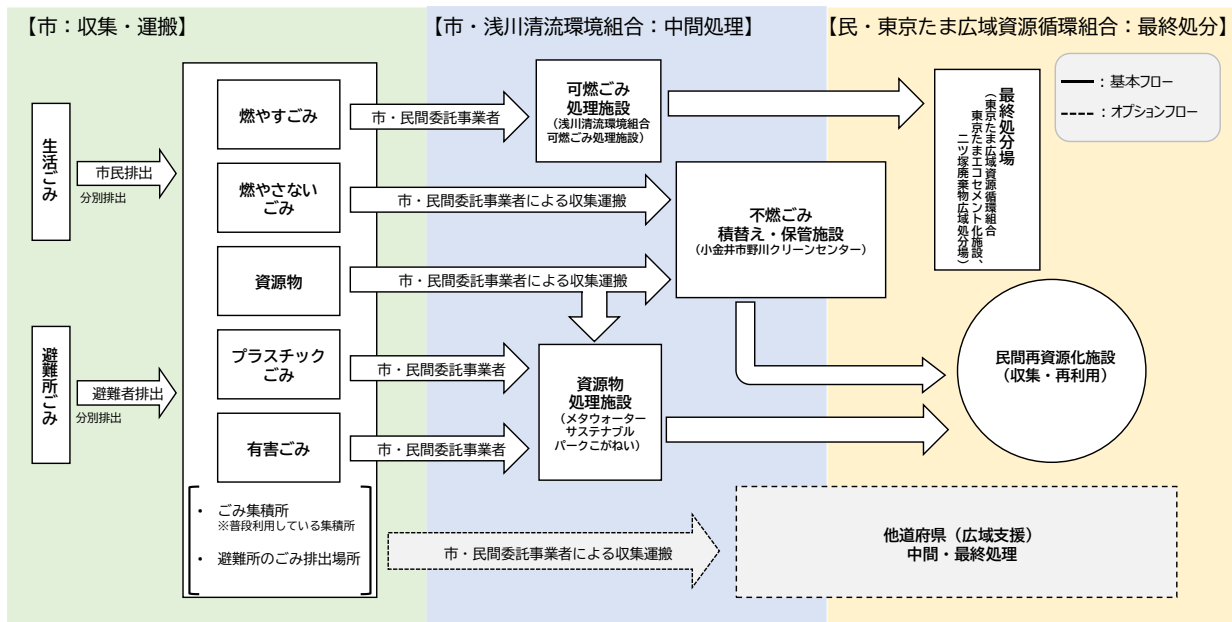 【市：収集・運搬】
【市・浅川清流環境組合：中間処理】
【民・東京たま広域資源循環組合：最終処分】
：基本フロー
：オプションフロー
生活ごみ
市民排出
分別排出
避難所ごみ
避難者排出
分別排出
燃やすごみ
燃やさない
ごみ
資源物
プラスチック
ごみ
有害ごみ
・ ごみ集積所
※普段利用している集積所
・ 避難所のごみ排出場所
市・民間委託事業者
市・民間委託事業者による収集運搬
市・民間委託事業者による収集運搬
市・民間委託事業者
市・民間委託事業者
市・民間委託事業者による収集運搬
可燃ごみ
処理施設
（浅川清流環境組合
可燃ごみ処理施設）
不燃ごみ
積替え・保管施設
（小金井市野川クリーンセンター）
資源物
処理施設
（メタウォーター
サステナブル
パークこがねい）
最終処分場
（東京たま広域資源循環組合
東京たまエコセメント化施設、
二ツ塚廃棄物広域処分場）
民間再資源化施設
（収集・再利用）
他道府県（広域支援）
中間・最終処理